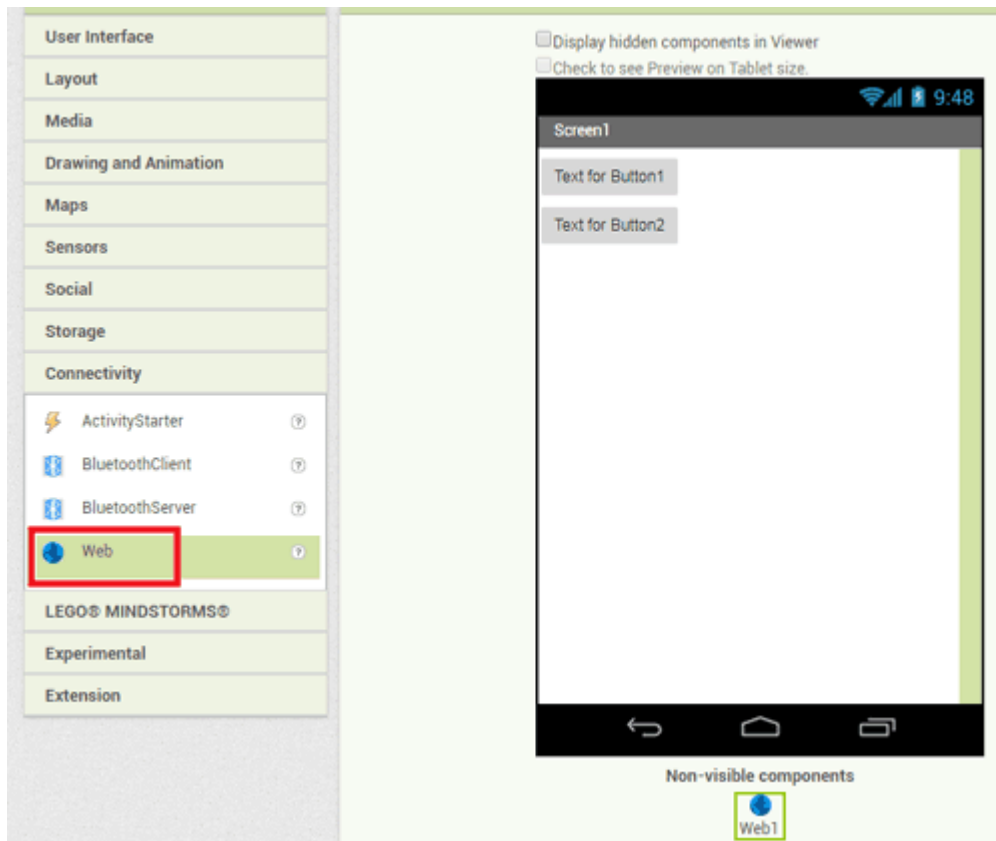 User Interface
Layout
Media
Drawing and Animation
Maps
Sensors
Social
Storage
Connectivity
ActivityStarter ?
BluetoothClient ?
BluetoothServer ?
Web ?
LEGO® MINDSTORMS®
Experimental
Extension
Display hidden components in Viewer
Check to see Preview on Tablet size.
9:48
Screen1
Text for Button1
Text for Button2
Non-visible components
Web1